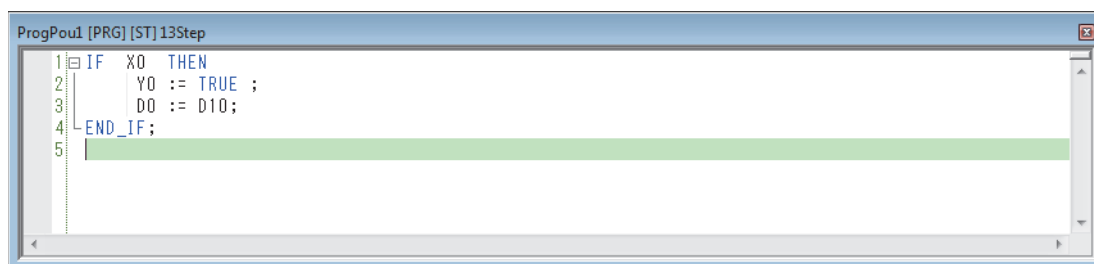 ProgPou1 [PRG] [ST] 13Step
1 IF X0 THEN
2 Y0 := TRUE ;
3 D0 := D10;
4 END_IF;
5